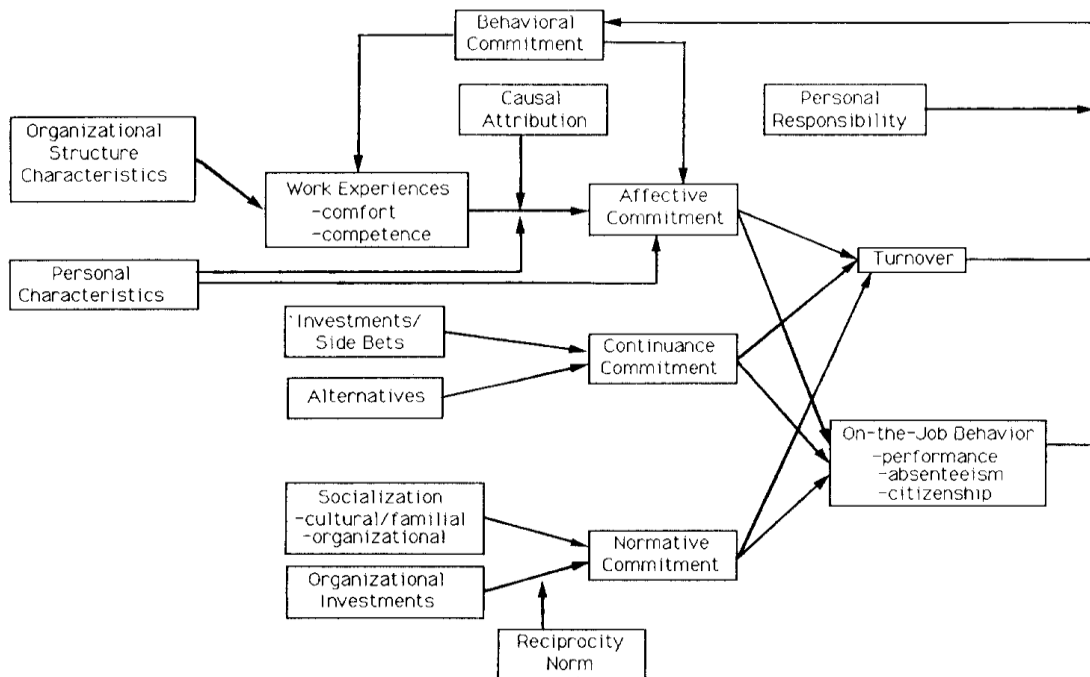 Behavioral
Commitment
Causal
Attribution
Personal
Responsibility
Organizational
Structure
Characteristics
Work Experiences
-comfort
-competence
Affective
Commitment
Turnover
Personal
Characteristics
Investments/
Side Bets
Continuance
Commitment
Alternatives
On-the-Job Behavior
-performance
-absenteeism
-citizenship
Socialization
-cultural/familial
-organizational
Normative
Commitment
Organizational
Investments
Reciprocity
Norm